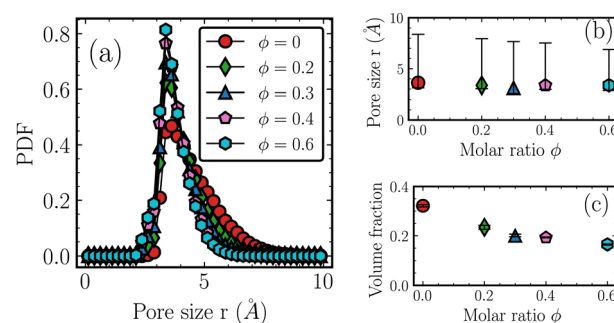 (a)
ϕ = 0
ϕ = 0.2
ϕ = 0.3
ϕ = 0.4
ϕ = 0.6
PDF
0.8
0.6
0.4
0.2
0.0
0
5
10
Pore size r (Å)
(b)
Pore size r (Å)
10
5
0
0.0
0.2
0.4
0.6
Molar ratio ϕ
(c)
Volume fraction
0.4
0.2
0.0
0.0
0.2
0.4
0.6
Molar ratio ϕ